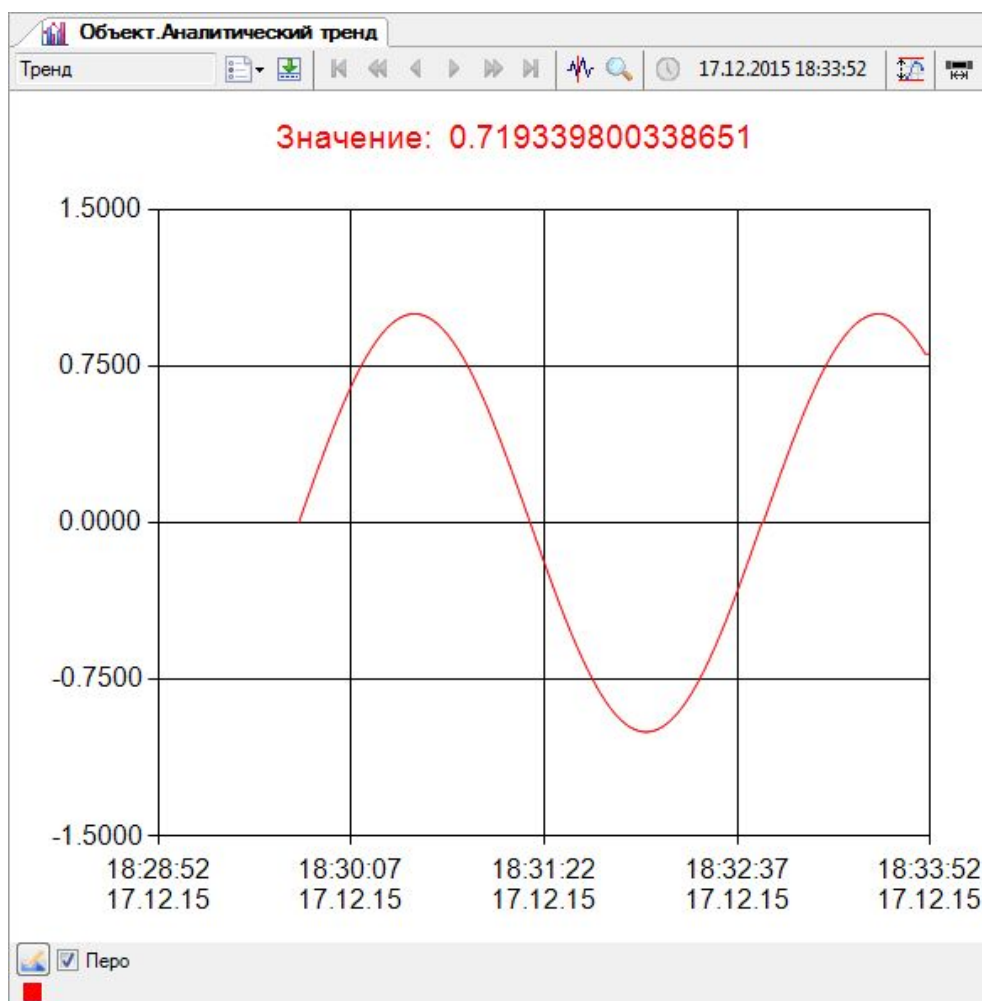 Объект.Аналитический тренд
Тренд
17.12.2015 18:33:52
Значение: 0.719339800338651
1.5000
0.7500
0.0000
-0.7500
-1.5000
18:28:52 18:30:07 18:31:22 18:32:37 18:33:52
17.12.15 17.12.15 17.12.15 17.12.15 17.12.15
Перо